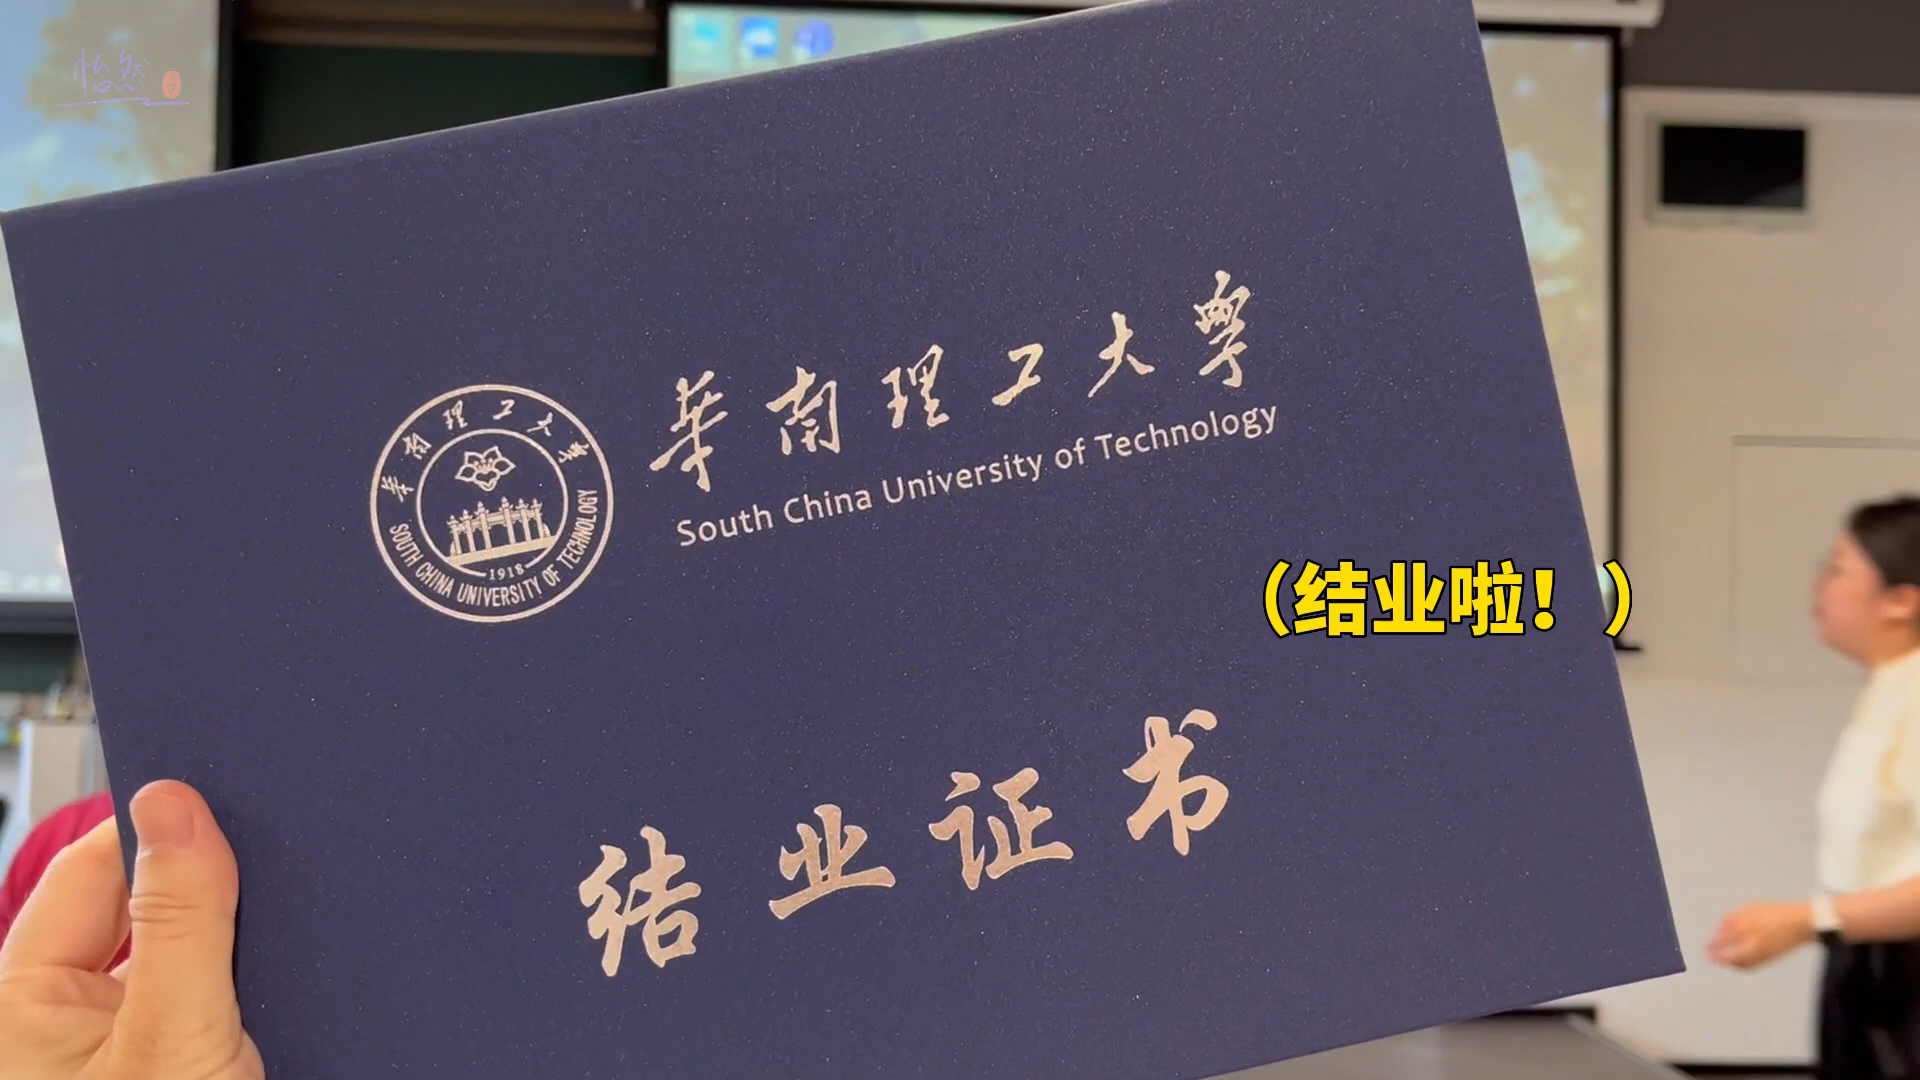 怡然
華南理工大學
South China University of Technology
華南理工大學
SOUTH CHINA UNIVERSITY OF TECHNOLOGY
1918
(结业啦！)
结业证书